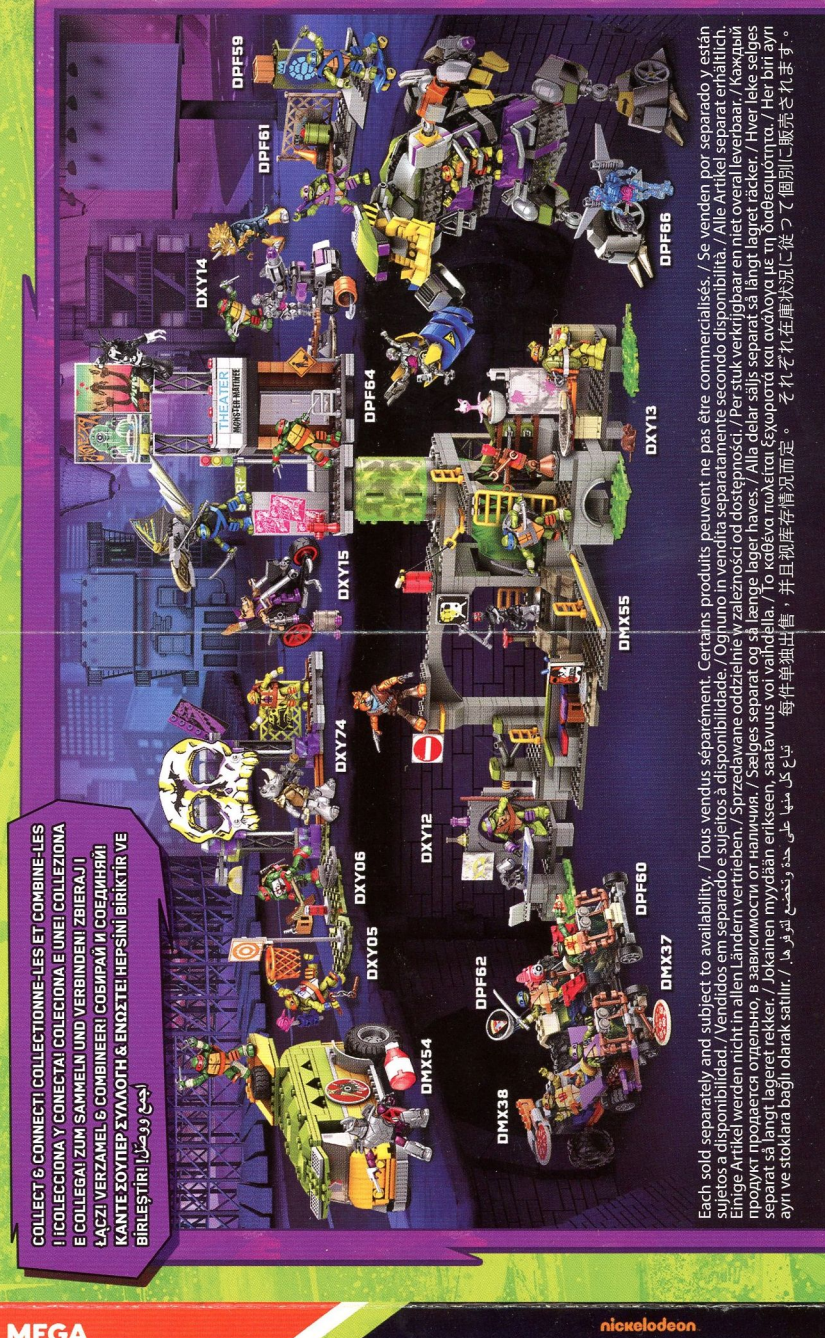 COLLECT & CONNECT! COLLECTIONNE-LES ET COMBINE-LES
! ¡COLECCIONA Y CONECTA! COLECIONA E UNE! COLLEZIONA
E COLLEGA! ZUM SAMMELN UND VERBINDEN! ZBIERAJ I
ŁĄCZ! VERZAMEL & COMBINEER! СОБИРАЙ И СОЕДИНЯЙ!
ΚΑΝΤΕ ΣΟΥΠΕΡ ΣΥΛΛΟΓΗ & ΕΝΩΣΤΕ! HEPSİNİ BİRİKTİR VE
BİRLEŞTİR! اجمع ووصّل!
DMX54
DXY05
DXY06
DXY74
DXY15
DXY14
DPF61
DPF59
THEATER
MONSTER MATINEE
DPF64
DXY12
DMX38
DPF62
DMX37
DPF60
DMX55
DXY13
DPF66
Each sold separately and subject to availability. / Tous vendus séparément. Certains produits peuvent ne pas être commercialisés. / Se venden por separado y están
sujetos a disponibilidad. / Vendidos em separado e sujeitos à disponibilidade. / Ognuno in vendita separatamente secondo disponibilità. / Alle Artikel separat erhältlich.
Einige Artikel werden nicht in allen Ländern vertrieben. / Sprzedawane oddzielnie w zależności od dostępności. / Per stuk verkrijgbaar en niet overal leverbaar. / Каждый
продукт продается отдельно, в зависимости от наличия. / Sælges separat og så længe lager haves. / Alla delar säljs separat så långt lagret räcker. / Hver leke selges
separat så langt lageret rekker. / Jokainen myydään erikseen, saatavuus voi vaihdella. / Το καθένα πωλείται ξεχωριστά και ανάλογα με τη διαθεσιμότητα. / Her biri ayrı
ayrı ve stoklara bağlı olarak satılır. / تباع كل منها على حدة وتخضع لتوفرها. 每件单独出售，并且视库存情况而定。 それぞれ在庫状況に従って個別に販売されます。
MEGA
nickelodeon